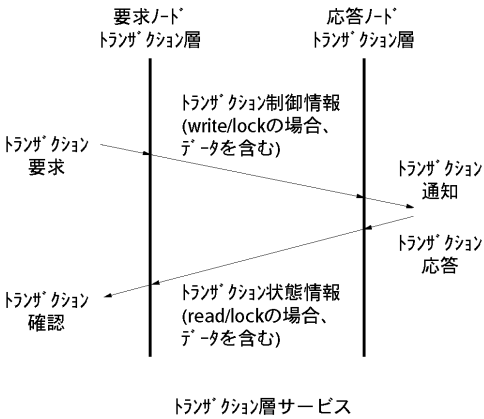 要求ﾉｰﾄﾞ
ﾄﾗﾝｻﾞｸｼｮﾝ層
応答ﾉｰﾄﾞ
ﾄﾗﾝｻﾞｸｼｮﾝ層
ﾄﾗﾝｻﾞｸｼｮﾝ制御情報
(write/lockの場合、
ﾃﾞｰﾀを含む)
ﾄﾗﾝｻﾞｸｼｮﾝ
要求
ﾄﾗﾝｻﾞｸｼｮﾝ
通知
ﾄﾗﾝｻﾞｸｼｮﾝ
応答
ﾄﾗﾝｻﾞｸｼｮﾝ
確認
ﾄﾗﾝｻﾞｸｼｮﾝ状態情報
(read/lockの場合、
ﾃﾞｰﾀを含む)
ﾄﾗﾝｻﾞｸｼｮﾝ層サービス